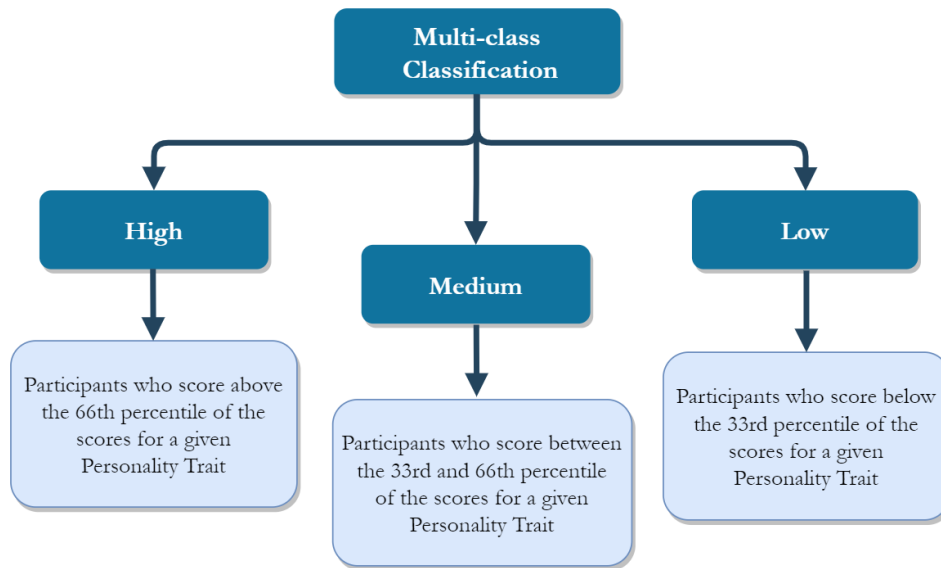 Multi-class
Classification
High
Medium
Low
Participants who score above
the 66th percentile of the
scores for a given
Personality Trait
Participants who score between
the 33rd and 66th percentile
of the scores for a given
Personality Trait
Participants who score below
the 33rd percentile of the
scores for a given
Personality Trait